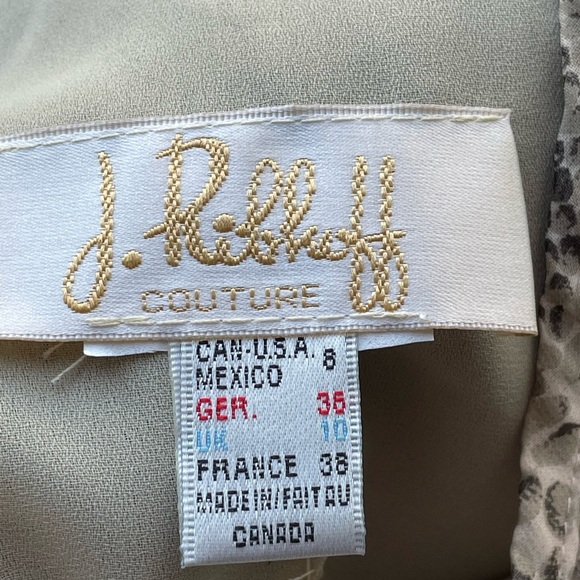 J. Ribkoff
COUTURE
CAN-U.S.A. 8
MEXICO
GER. 36
UK 10
FRANCE 38
MADE IN/FAIT AU
CANADA